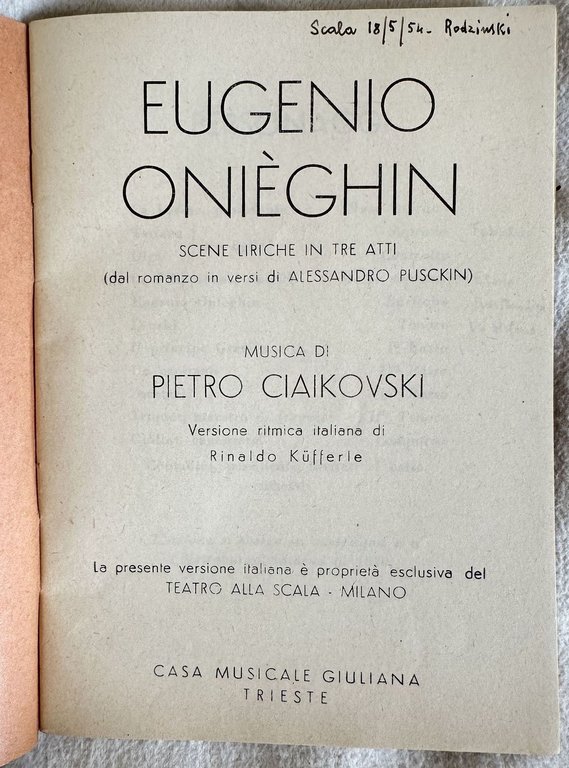 Scala 18/5/54 - Rodzinski
EUGENIO
ONIÈGHIN
SCENE LIRICHE IN TRE ATTI
(dal romanzo in versi di ALESSANDRO PUSCKIN)
MUSICA DI
PIETRO CIAIKOVSKI
Versione ritmica italiana di
Rinaldo Küfferle
La presente versione italiana è proprietà esclusiva del
TEATRO ALLA SCALA - MILANO
CASA MUSICALE GIULIANA
TRIESTE